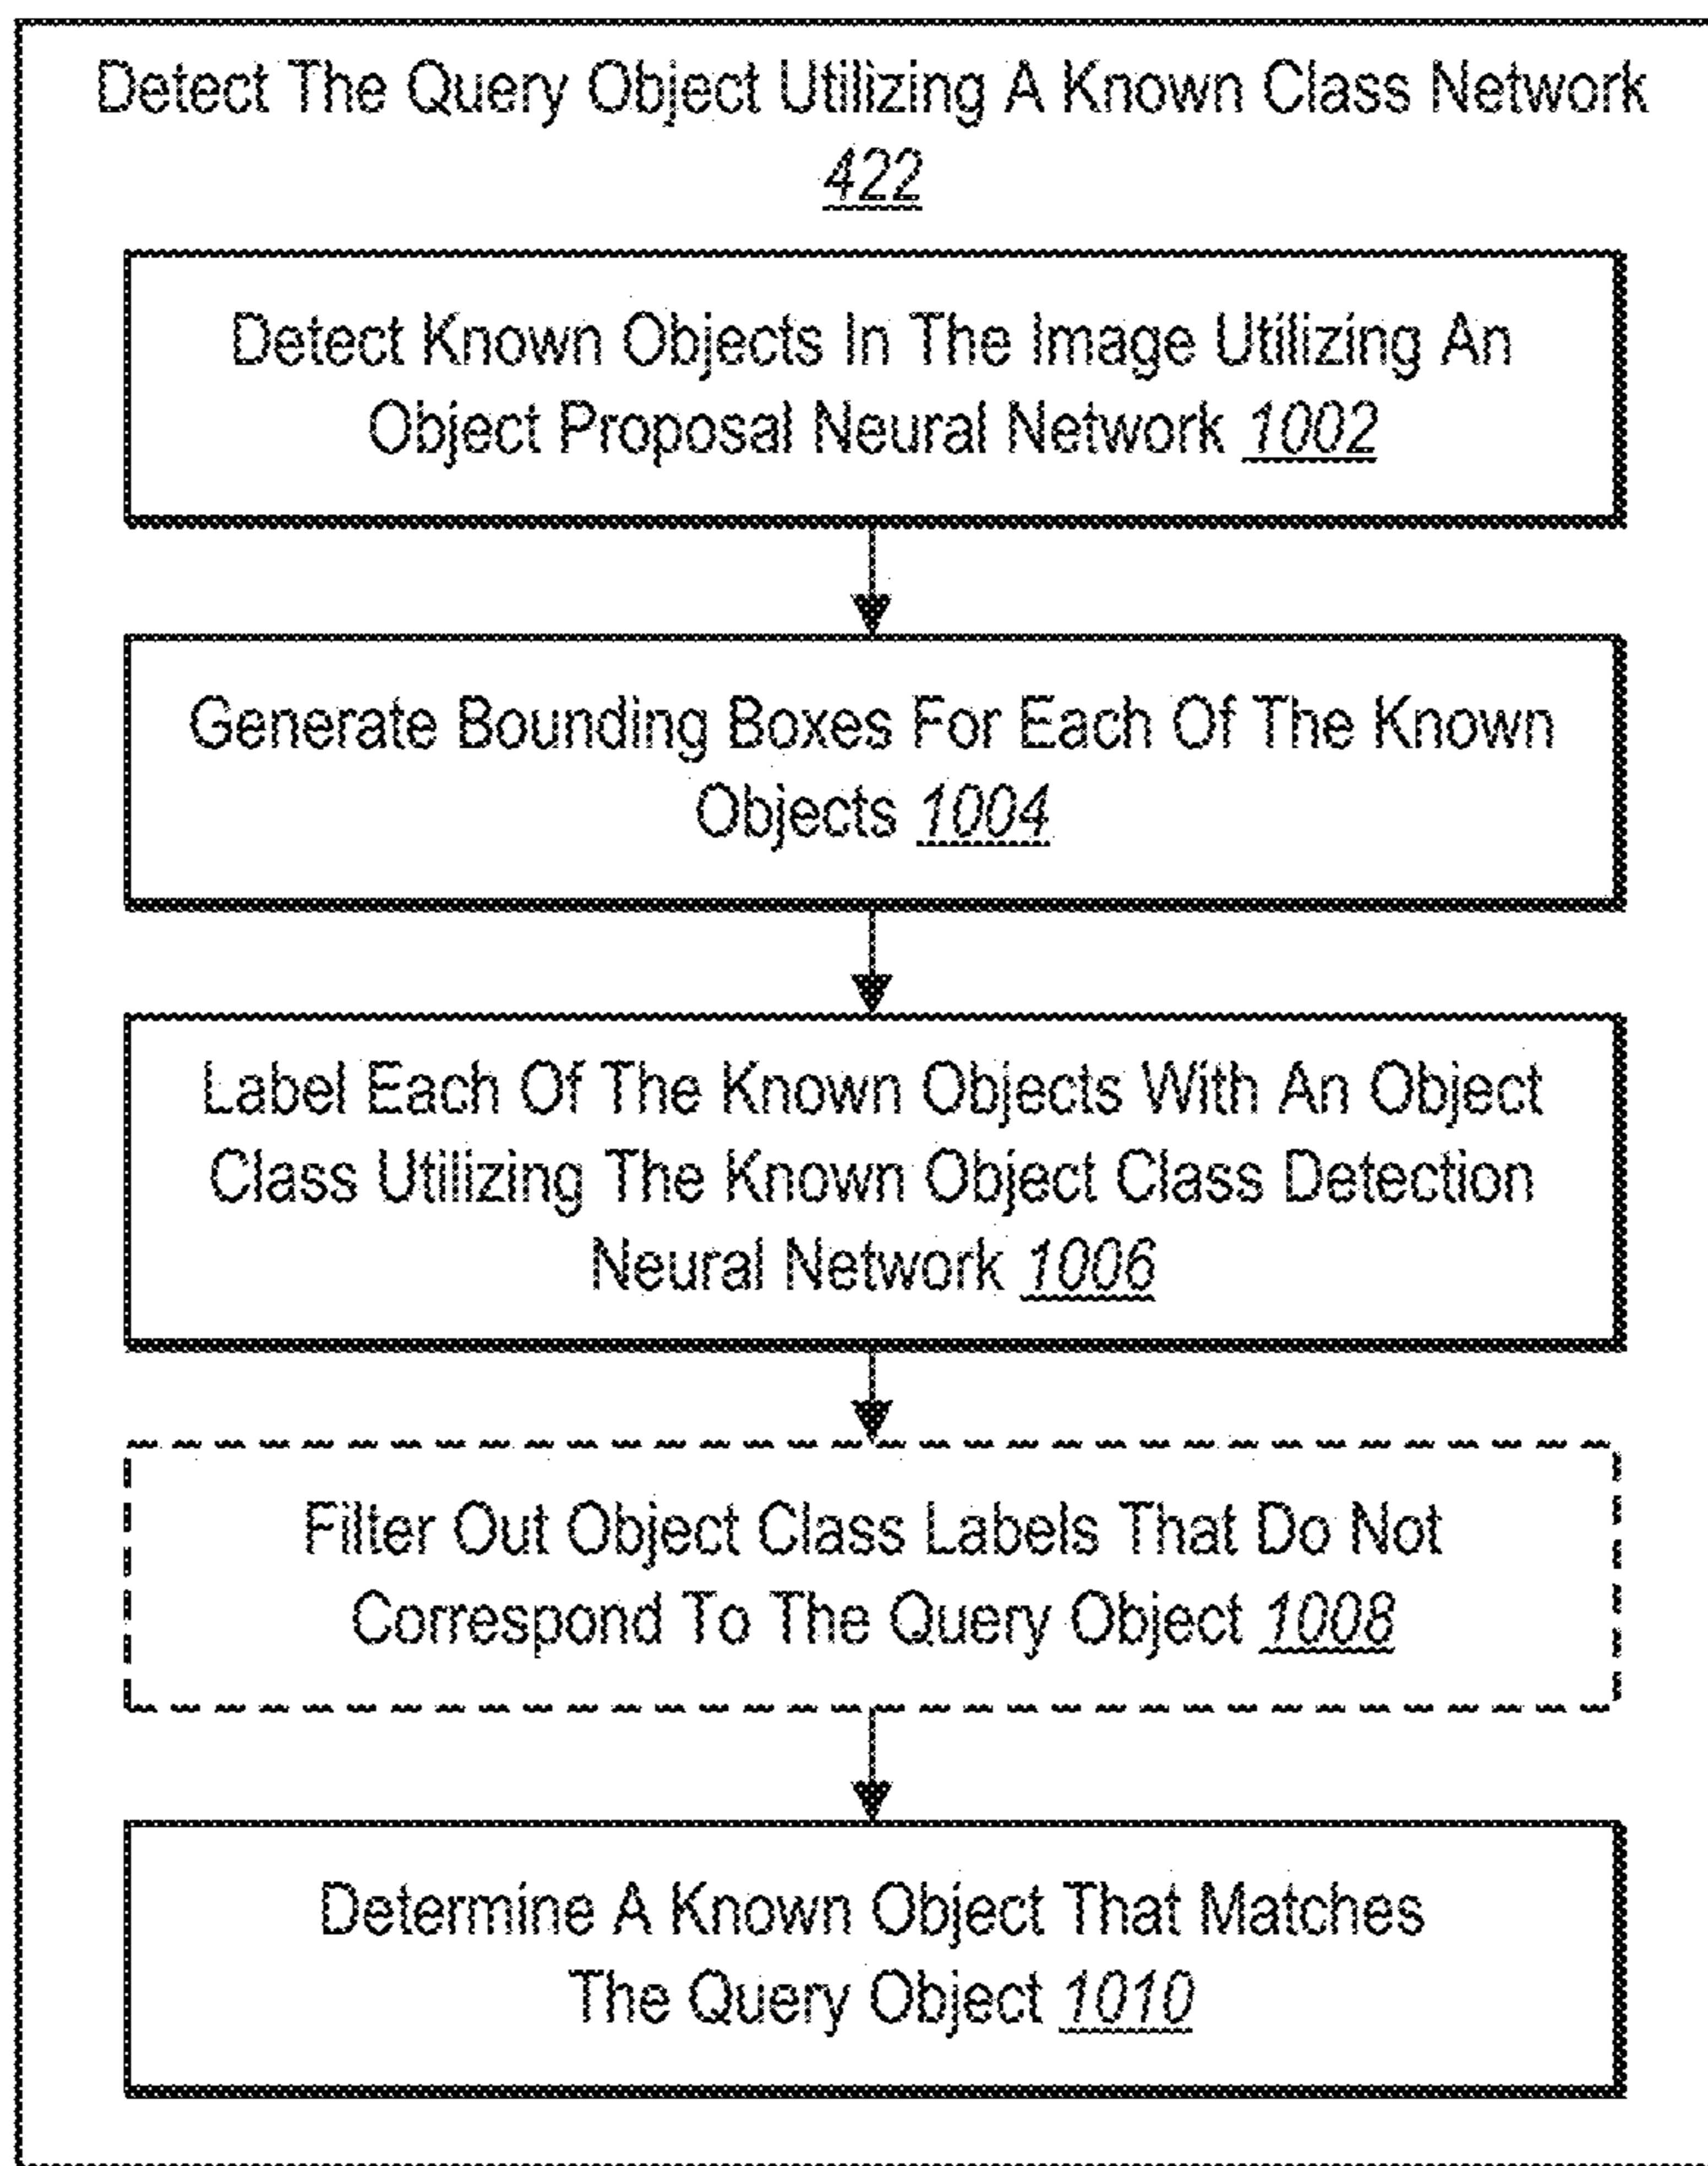 Detect The Query Object Utilizing A Known Class Network
422
Detect Known Objects In The Image Utilizing An
Object Proposal Neural Network 1002
Generate Bounding Boxes For Each Of The Known
Objects 1004
Label Each Of The Known Objects With An Object
Class Utilizing The Known Object Class Detection
Neural Network 1006
Filter Out Object Class Labels That Do Not
Correspond To The Query Object 1008
Determine A Known Object That Matches
The Query Object 1010